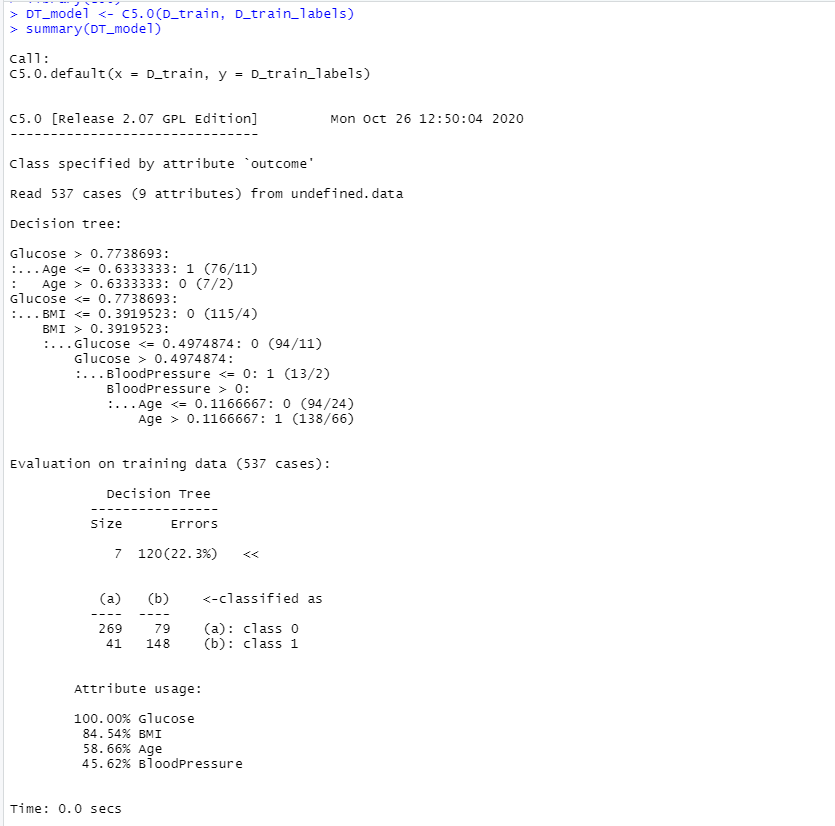 > DT_model <- C5.0(D_train, D_train_labels)
> summary(DT_model)

Call:
C5.0.default(x = D_train, y = D_train_labels)


C5.0 [Release 2.07 GPL Edition]         Mon Oct 26 12:50:04 2020
-------------------------------

Class specified by attribute `outcome'

Read 537 cases (9 attributes) from undefined.data

Decision tree:

Glucose > 0.7738693:
:...Age <= 0.6333333: 1 (76/11)
:   Age > 0.6333333: 0 (7/2)
Glucose <= 0.7738693:
:...BMI <= 0.3919523: 0 (115/4)
    BMI > 0.3919523:
    :...Glucose <= 0.4974874: 0 (94/11)
        Glucose > 0.4974874:
        :...BloodPressure <= 0: 1 (13/2)
            BloodPressure > 0:
            :...Age <= 0.1166667: 0 (94/24)
                Age > 0.1166667: 1 (138/66)


Evaluation on training data (537 cases):

            Decision Tree
          ----------------
          Size      Errors

             7  120(22.3%)   <<


           (a)   (b)    <-classified as
          ----  ----
           269    79    (a): class 0
            41   148    (b): class 1


        Attribute usage:

        100.00% Glucose
         84.54% BMI
         58.66% Age
         45.62% BloodPressure


Time: 0.0 secs